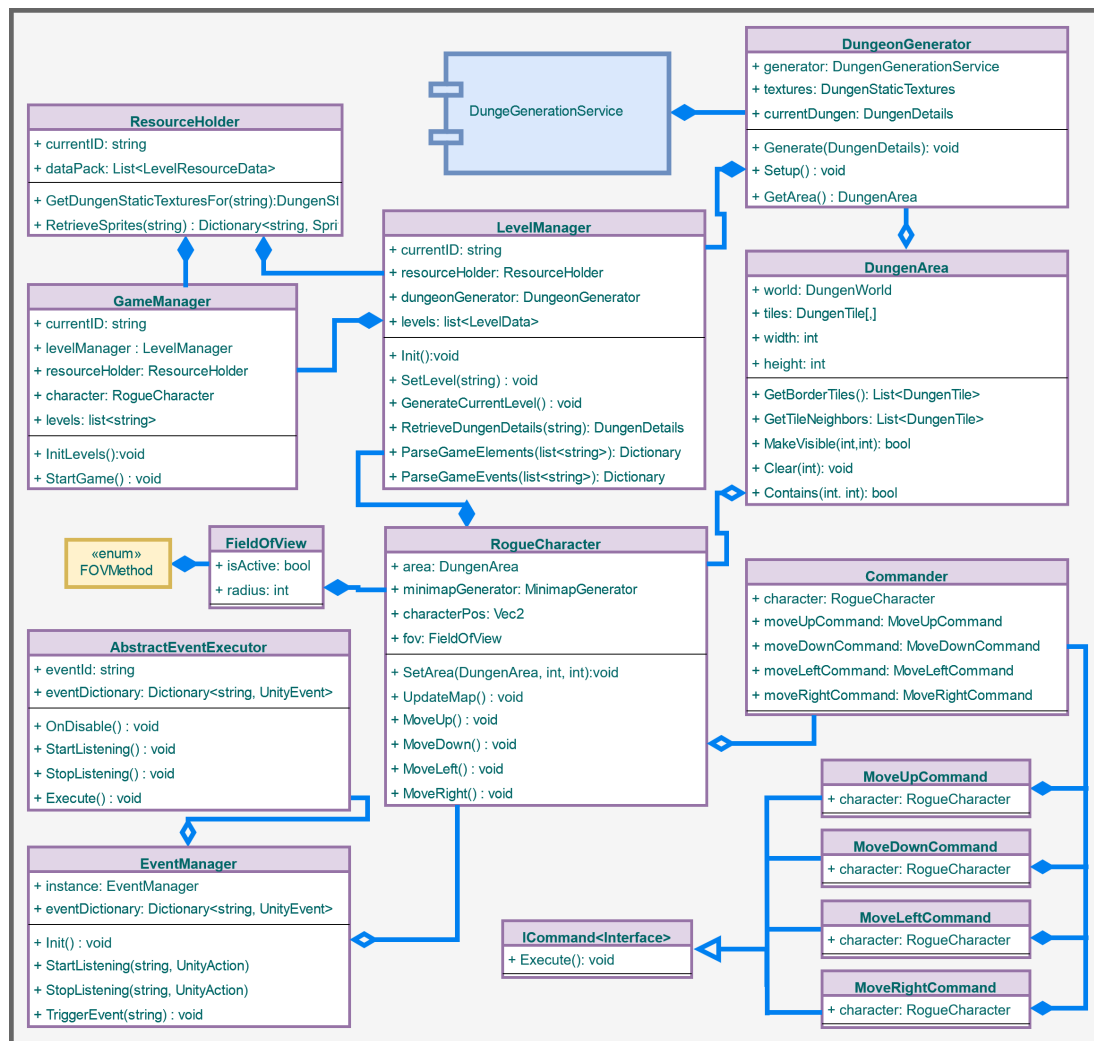 DungeonGenerator
+ generator: DungenGenerationService
+ textures: DungenStaticTextures
+ currentDungen: DungenDetails
+ Generate(DungenDetails): void
+ Setup() : void
+ GetArea() : DungenArea
DungeGenerationService
ResourceHolder
+ currentID: string
+ dataPack: List<LevelResourceData>
+ GetDungenStaticTexturesFor(string):DungenSt
+ RetrieveSprites(string) : Dictionary<string, Spri
LevelManager
+ currentID: string
+ resourceHolder: ResourceHolder
+ dungeonGenerator: DungeonGenerator
+ levels: list<LevelData>
+ Init():void
+ SetLevel(string) : void
+ GenerateCurrentLevel() : void
+ RetrieveDungenDetails(string): DungenDetails
+ ParseGameElements(list<string>): Dictionary
+ ParseGameEvents(list<string>): Dictionary
DungenArea
+ world: DungenWorld
+ tiles: DungenTile[,]
+ width: int
+ height: int
+ GetBorderTiles(): List<DungenTile>
+ GetTileNeighbors: List<DungenTile>
+ MakeVisible(int,int): bool
+ Clear(int): void
+ Contains(int. int): bool
GameManager
+ currentID: string
+ levelManager : LevelManager
+ resourceHolder: ResourceHolder
+ character: RogueCharacter
+ levels: list<string>
+ InitLevels():void
+ StartGame() : void
«enum»
FOVMethod
FieldOfView
+ isActive: bool
+ radius: int
RogueCharacter
+ area: DungenArea
+ minimapGenerator: MinimapGenerator
+ characterPos: Vec2
+ fov: FieldOfView
+ SetArea(DungenArea, int, int):void
+ UpdateMap() : void
+ MoveUp() : void
+ MoveDown() : void
+ MoveLeft() : void
+ MoveRight() : void
Commander
+ character: RogueCharacter
+ moveUpCommand: MoveUpCommand
+ moveDownCommand: MoveDownCommand
+ moveLeftCommand: MoveLeftCommand
+ moveRightCommand: MoveRightCommand
AbstractEventExecutor
+ eventId: string
+ eventDictionary: Dictionary<string, UnityEvent>
+ OnDisable() : void
+ StartListening() : void
+ StopListening() : void
+ Execute() : void
EventManager
+ instance: EventManager
+ eventDictionary: Dictionary<string, UnityEvent>
+ Init() : void
+ StartListening(string, UnityAction)
+ StopListening(string, UnityAction)
+ TriggerEvent(string) : void
ICommand<Interface>
+ Execute(): void
MoveUpCommand
+ character: RogueCharacter
MoveDownCommand
+ character: RogueCharacter
MoveLeftCommand
+ character: RogueCharacter
MoveRightCommand
+ character: RogueCharacter